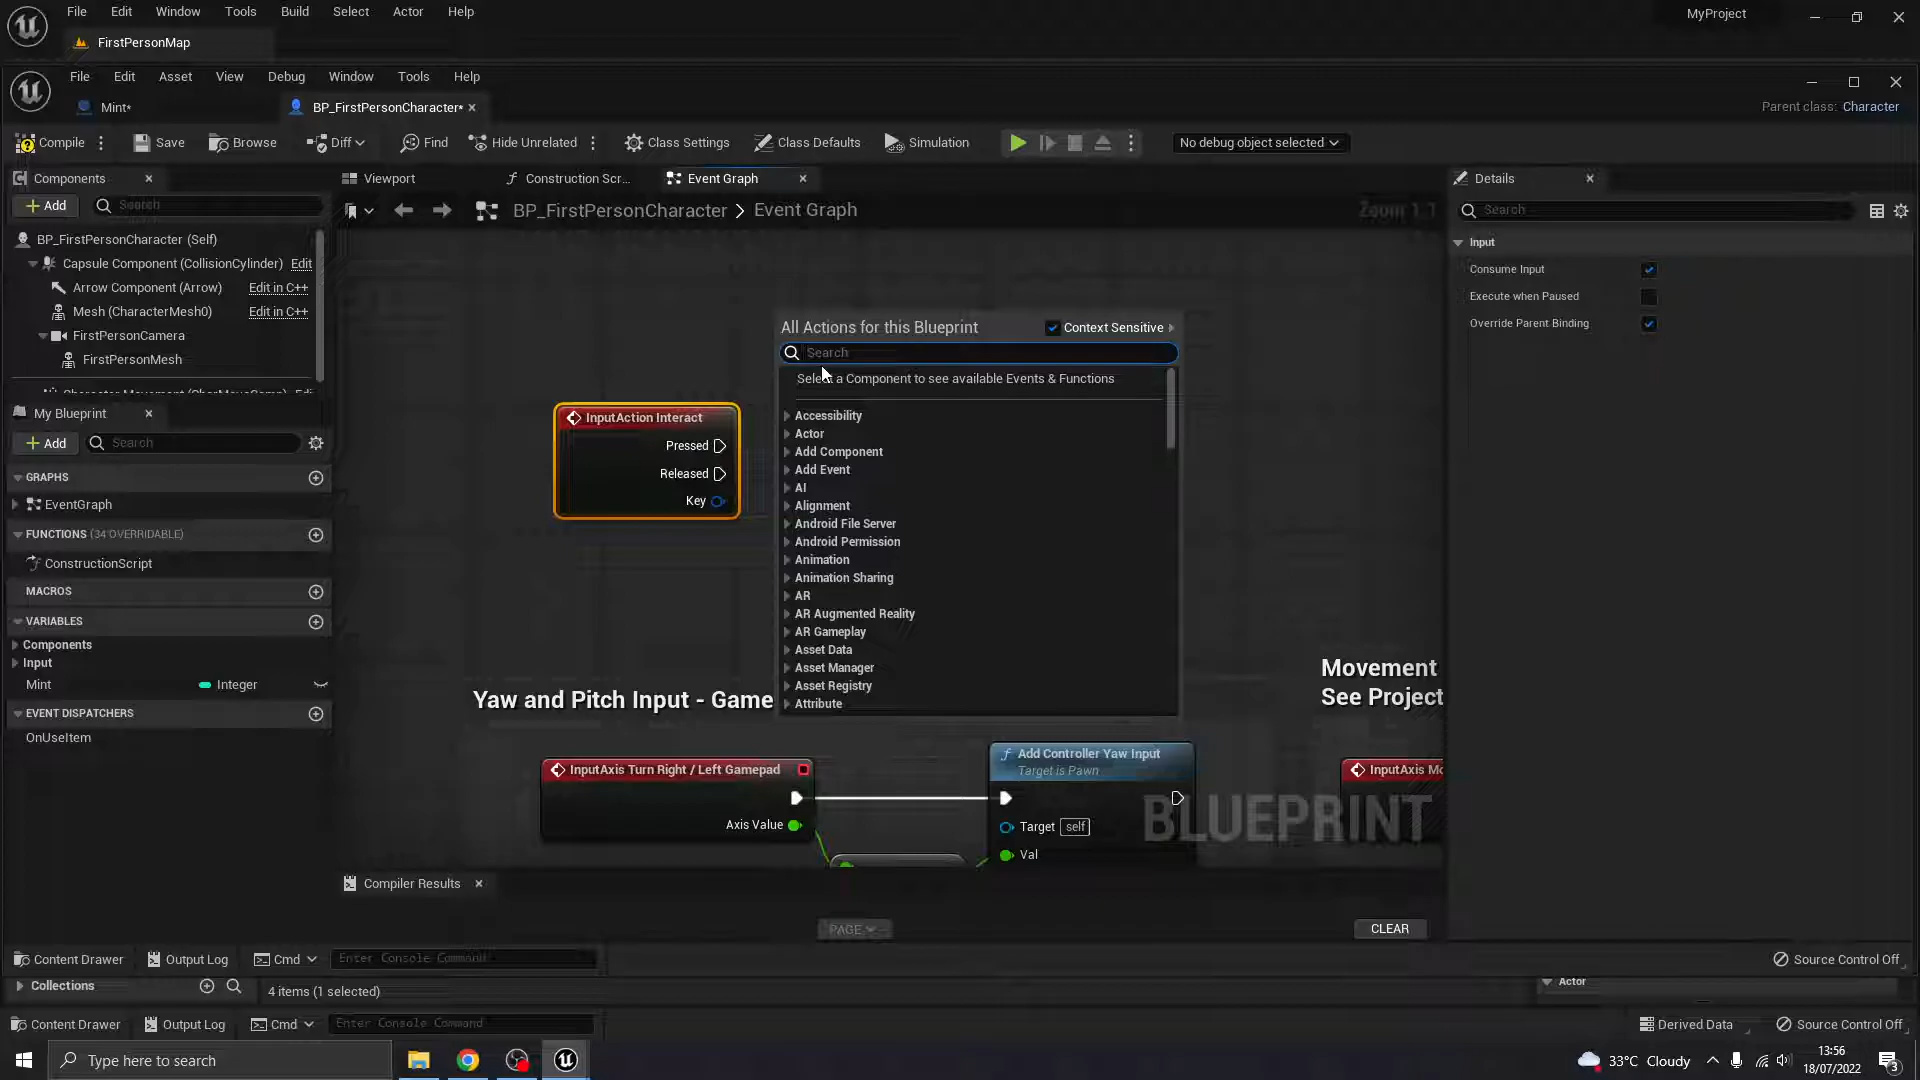 File Edit Window Tools Build Select Actor Help
MyProject
FirstPersonMap
File Edit Asset View Debug Window Tools Help
Mint*
BP_FirstPersonCharacter*
Parent class: Character
Compile
Save
Browse
Diff
Find
Hide Unrelated
Class Settings
Class Defaults
Simulation
No debug object selected
Components
Viewport
Construction Scr...
Event Graph
Details
Add
Search
BP_FirstPersonCharacter > Event Graph
Zoom 1:1
Search
BP_FirstPersonCharacter (Self)
Capsule Component (CollisionCylinder) Edit
Arrow Component (Arrow) Edit in C++
Mesh (CharacterMesh0) Edit in C++
FirstPersonCamera
FirstPersonMesh
Input
Consume Input
Execute when Paused
Override Parent Binding
My Blueprint
Add
Search
GRAPHS
EventGraph
FUNCTIONS (34 OVERRIDABLE)
ConstructionScript
MACROS
VARIABLES
Components
Input
Mint Integer
EVENT DISPATCHERS
OnUseItem
InputAction Interact
Pressed
Released
Key
All Actions for this Blueprint
Context Sensitive
Search
Select a Component to see available Events & Functions
Accessibility
Actor
Add Component
Add Event
AI
Alignment
Android File Server
Android Permission
Animation
Animation Sharing
AR
AR Augmented Reality
AR Gameplay
Asset Data
Asset Manager
Asset Registry
Attribute
Yaw and Pitch Input - Game
Movement
See Project
InputAxis Turn Right / Left Gamepad
Axis Value
Add Controller Yaw Input
Target is Pawn
Target self
Val
InputAxis Mo
BLUEPRINT
Compiler Results
PAGE
CLEAR
Content Drawer
Output Log
Cmd
Enter Console Command
Source Control Off
Collections
4 items (1 selected)
Actor
Content Drawer
Output Log
Cmd
Enter Console Command
Derived Data
Source Control Off
Type here to search
33°C Cloudy
13:56
18/07/2022
3